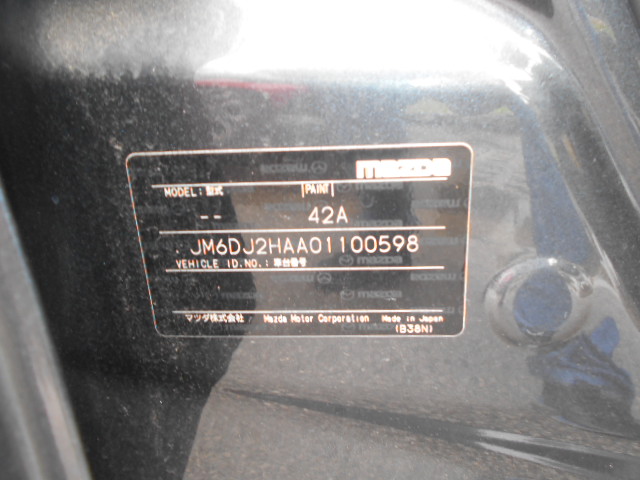 mazda
MODEL: 型式 PAINT
-- 42A
JM6DJ2HAA01100598
VEHICLE ID.NO.: 車台番号
マツダ株式会社 Mazda Motor Corporation Made in Japan
(B38N)